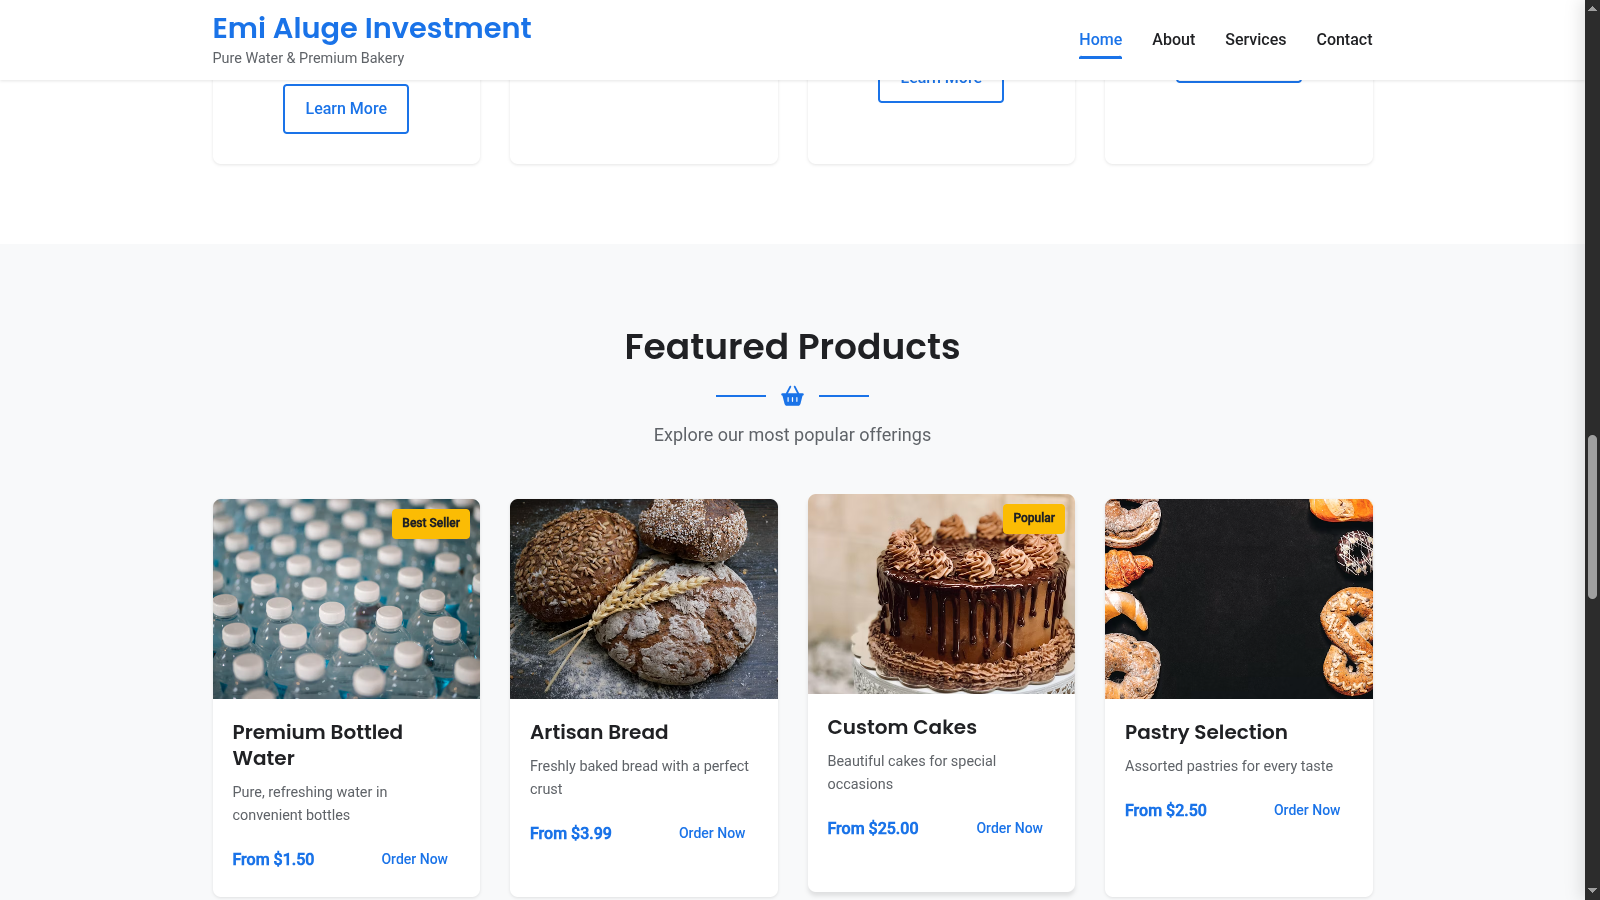 Emi Aluge Investment
Pure Water & Premium Bakery
Home
About
Services
Contact
Learn More
Learn More
Featured Products
Explore our most popular offerings
Best Seller
Premium Bottled
Water
Pure, refreshing water in
convenient bottles
From $1.50
Order Now
Artisan Bread
Freshly baked bread with a perfect
crust
From $3.99
Order Now
Popular
Custom Cakes
Beautiful cakes for special
occasions
From $25.00
Order Now
Pastry Selection
Assorted pastries for every taste
From $2.50
Order Now